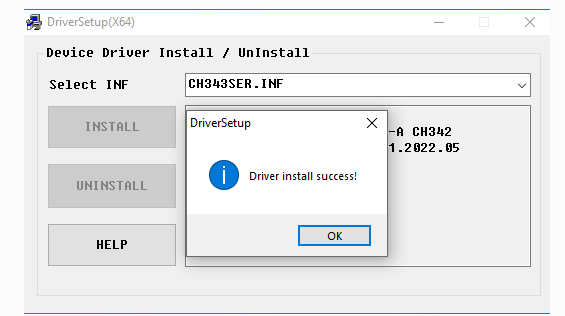 DriverSetup(X64)
Device Driver Install / UnInstall
Select INF
CH343SER.INF
INSTALL
UNINSTALL
HELP
-A CH342
1.2022.05
DriverSetup
Driver install success!
OK